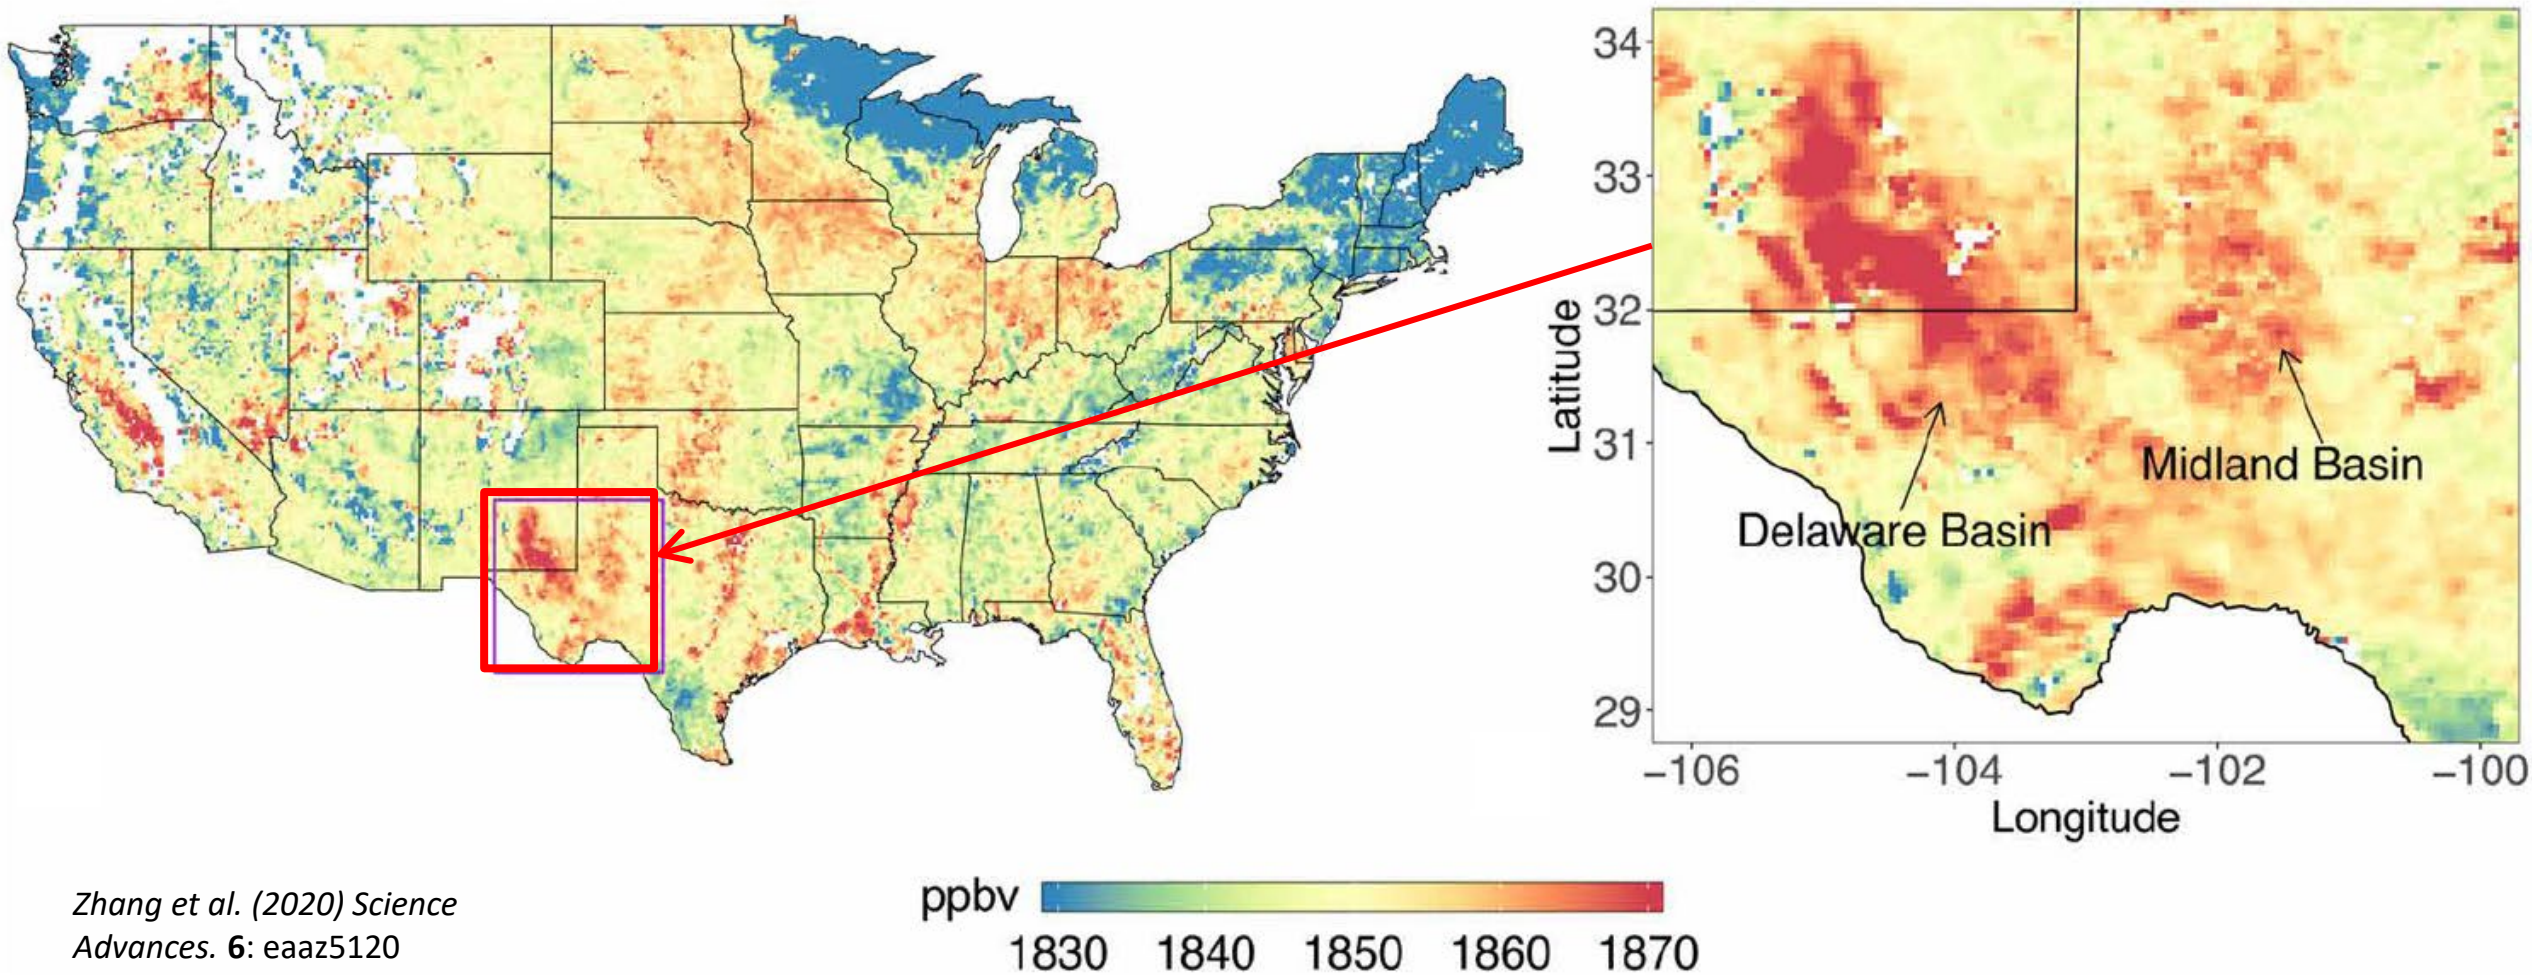 34
33
32
31
30
29
Latitude
Midland Basin
Delaware Basin
−106 −104 −102 −100
Longitude
ppbv
1830 1840 1850 1860 1870
Zhang et al. (2020) Science
Advances. 6: eaaz5120